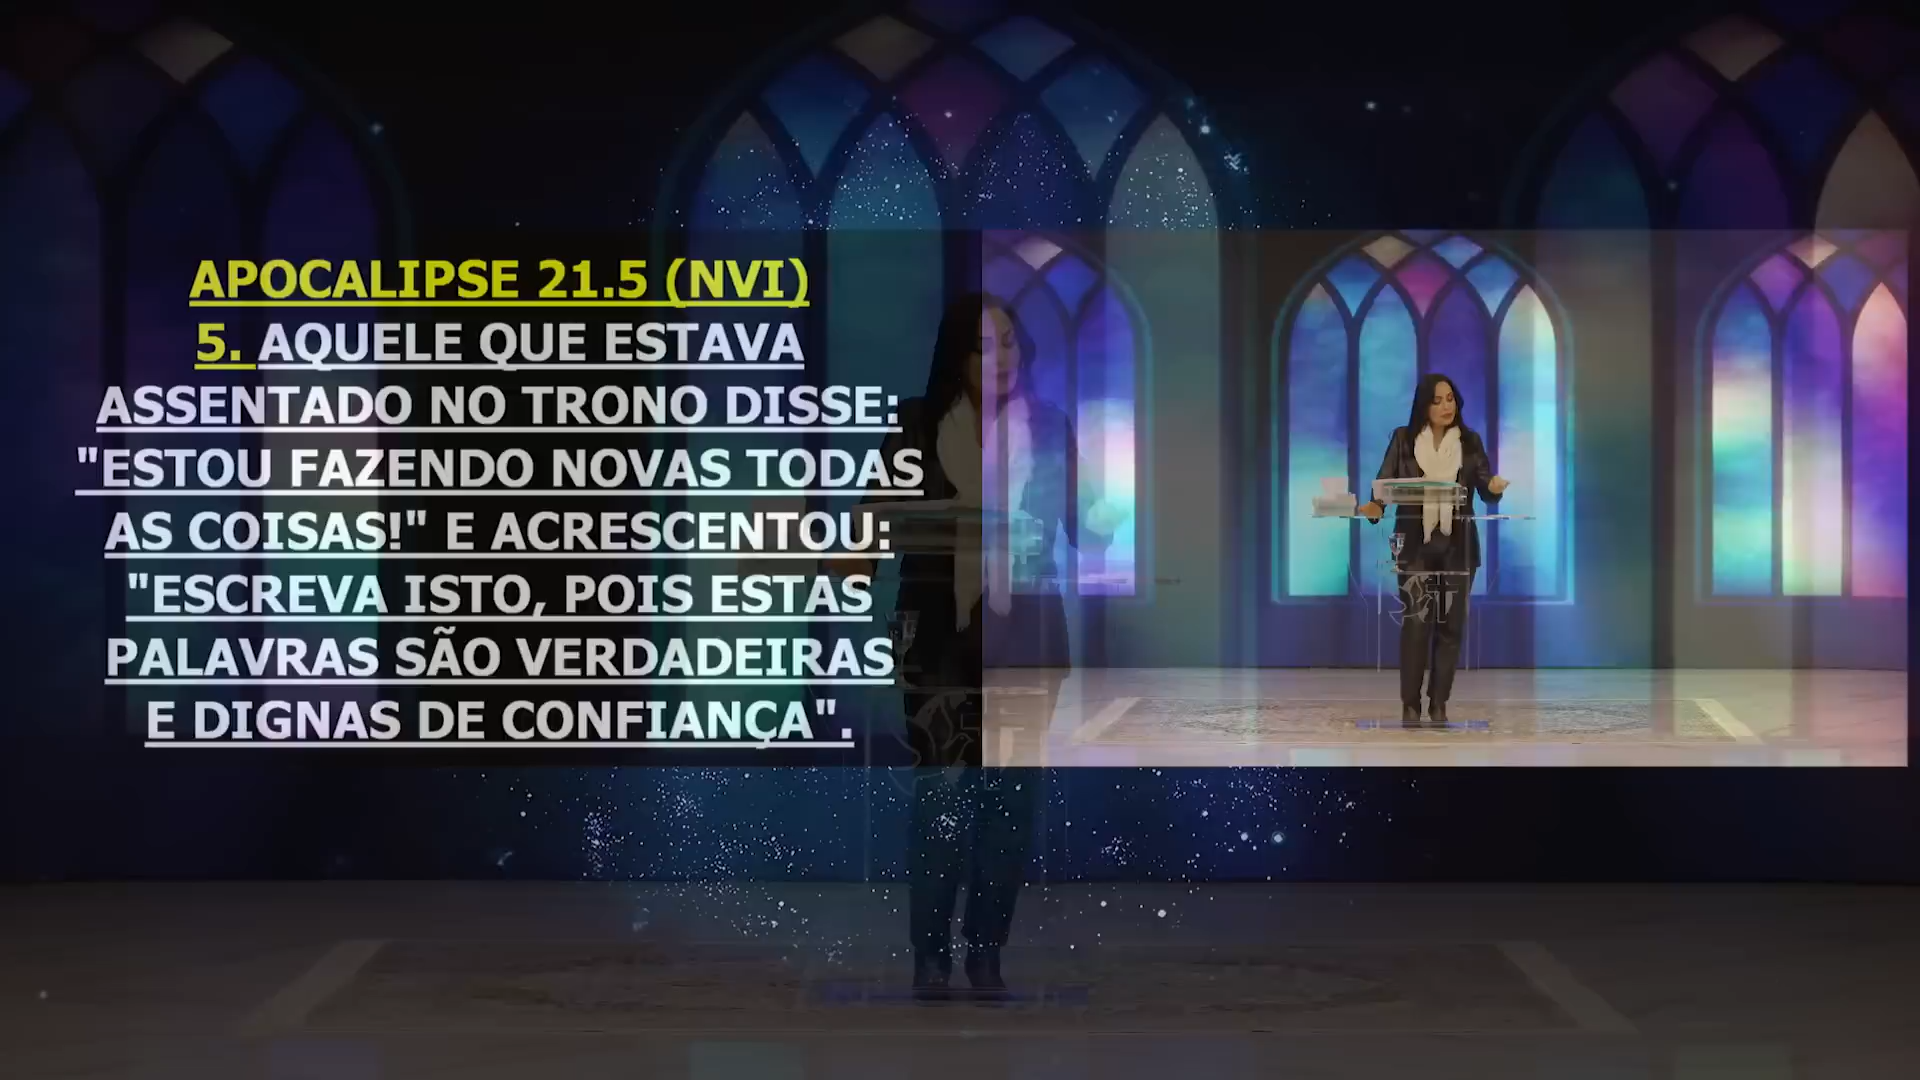 APOCALIPSE 21.5 (NVI)
5. AQUELE QUE ESTAVA
ASSENTADO NO TRONO DISSE:
"ESTOU FAZENDO NOVAS TODAS
AS COISAS!" E ACRESCENTOU:
"ESCREVA ISTO, POIS ESTAS
PALAVRAS SÃO VERDADEIRAS
E DIGNAS DE CONFIANÇA".